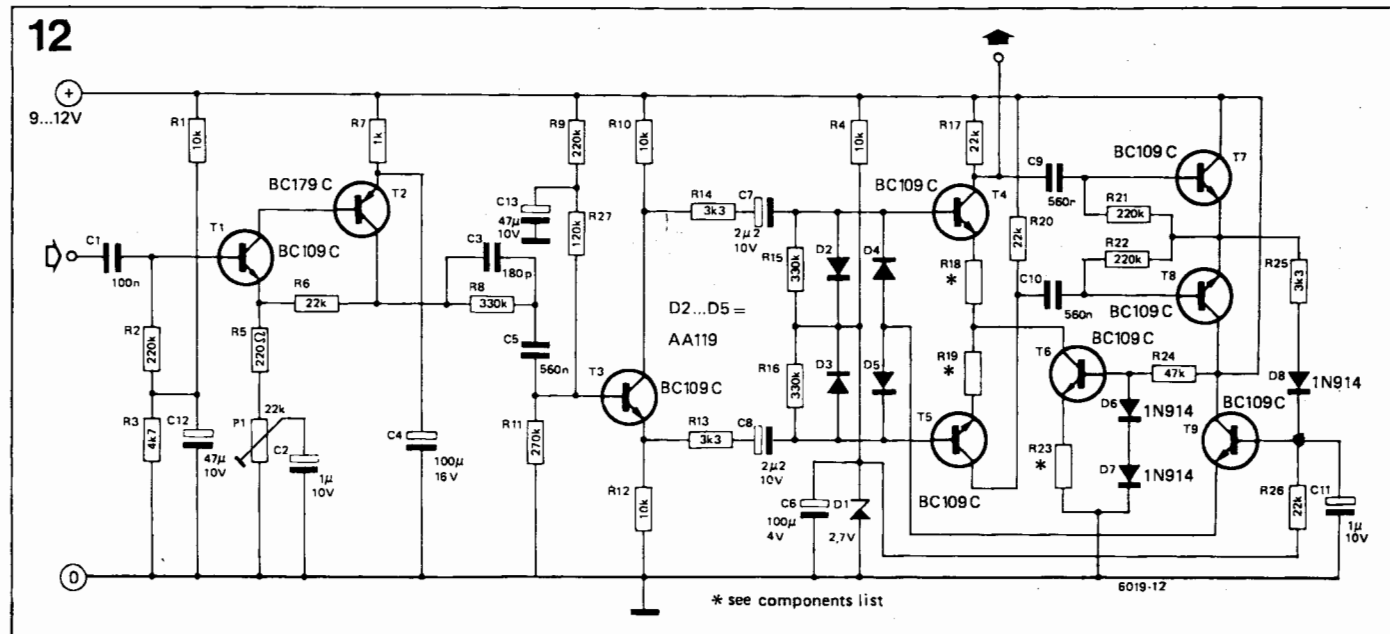 12
+
9...12V
R1
10k
R7
1k
R9
220k
R10
10k
R4
10k
R17
22k
BC109 C
T7
BC179 C
T2
C13
47µ
10V
R27
120k
R14
3k3
C7
2µ2
10V
BC109 C
T4
C9
560n
R20
22k
R21
220k
T1
BC109C
C1
100n
C3
180p
R15
330k
D2
D4
R18
*
R22
220k
C10
560n
T8
BC109C
R25
3k3
R6
22k
R8
330k
D2...D5 =
AA119
R2
220k
R5
220Ω
C5
560n
T3
BC109C
R16
330k
D3
D5
R19
*
T6
BC109C
R24
47k
D8
1N914
R3
4k7
C12
47µ
10V
P1
22k
C2
1µ
10V
C4
100µ
16V
R11
270k
R13
3k3
C8
2µ2
10V
T5
BC109C
R23
*
D6
1N914
D7
1N914
BC109C
T9
R12
10k
C6
100µ
4V
D1
2,7V
R26
22k
C11
1µ
10V
0
* see components list
6019-12